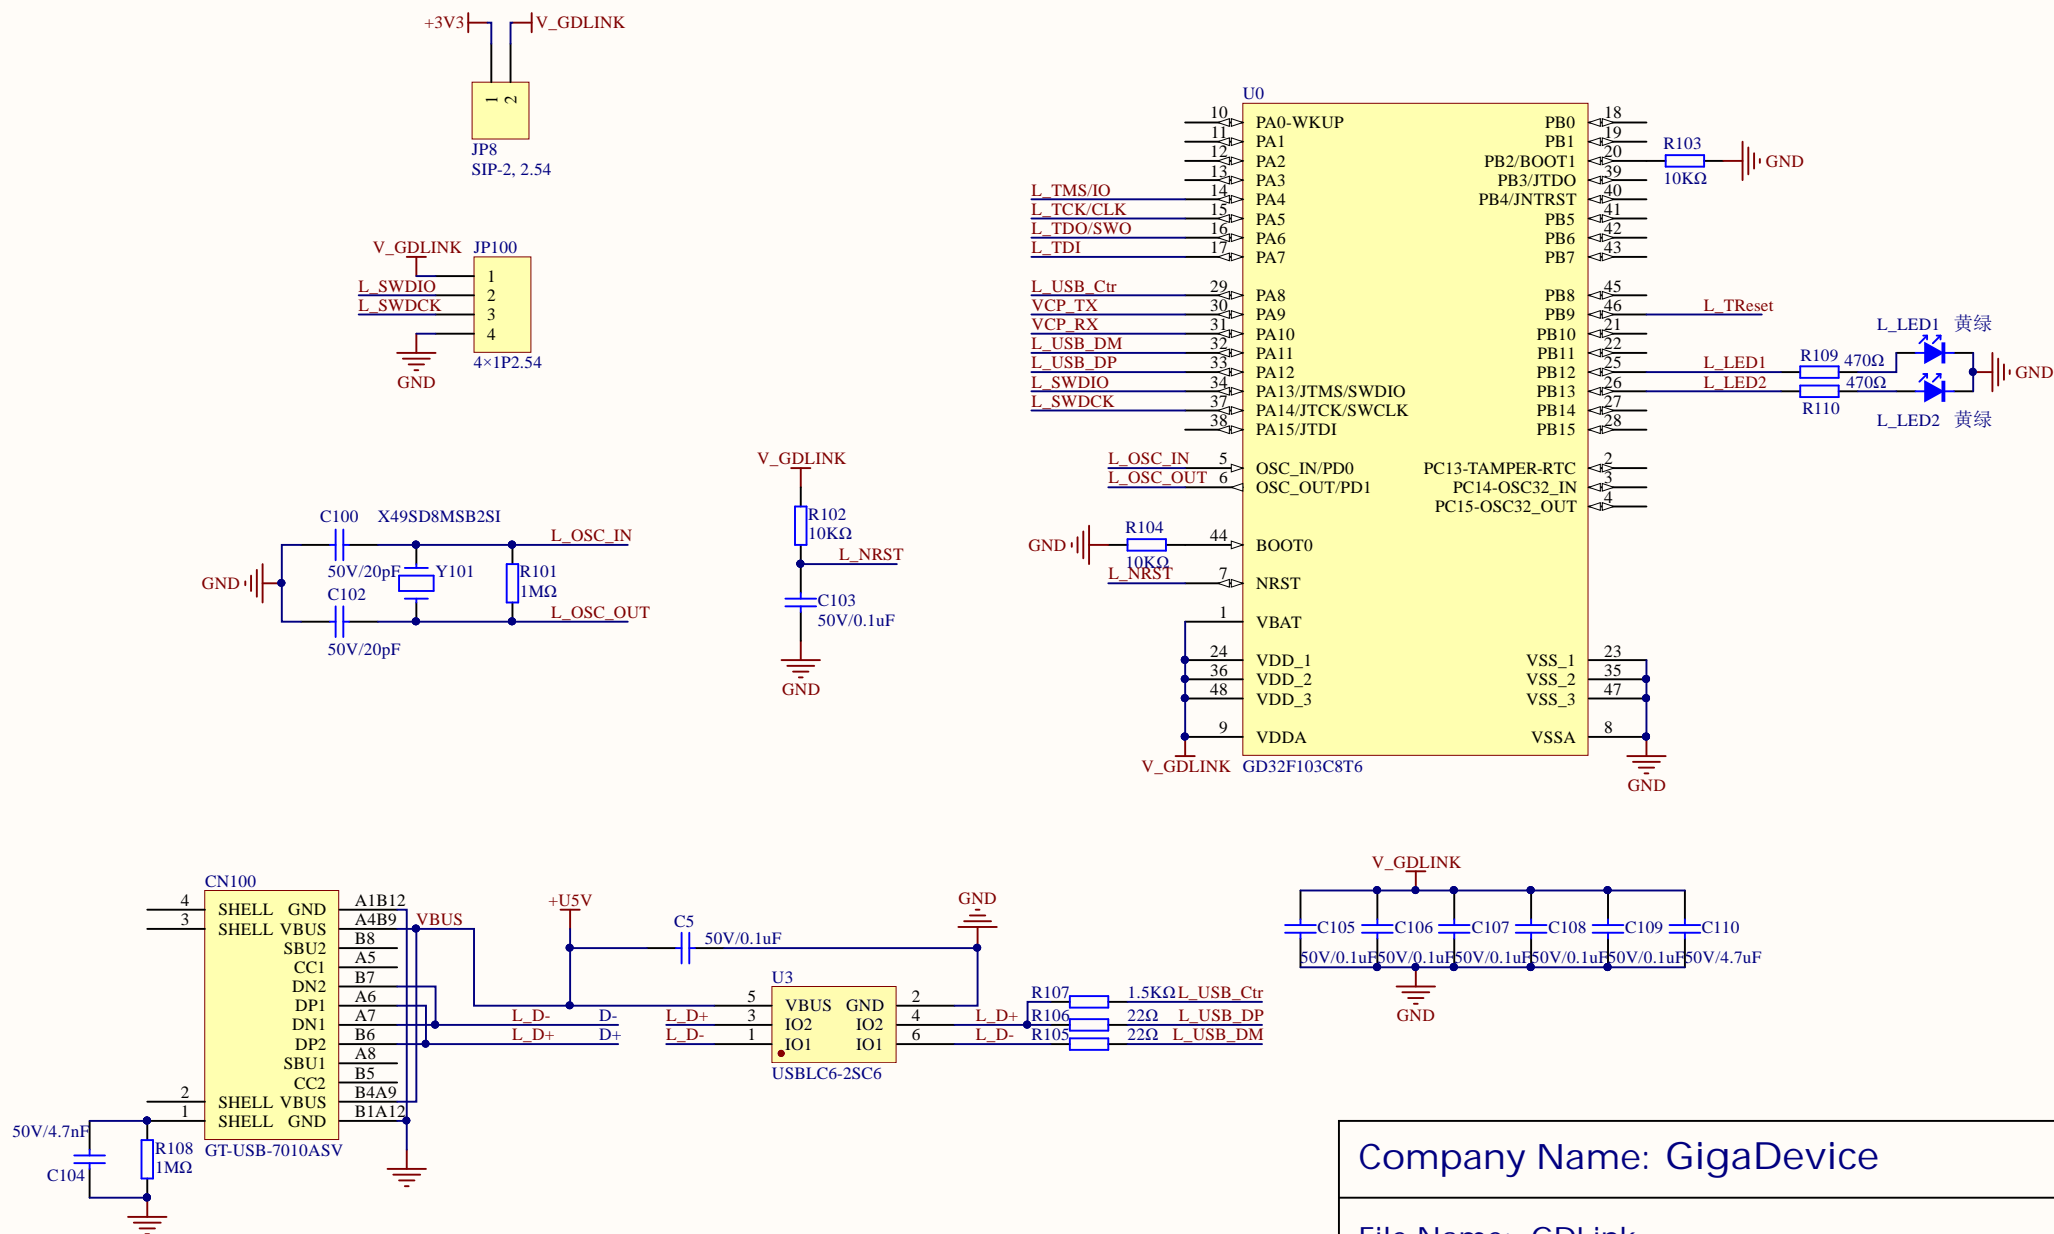 +3V3
V_GDLINK
1
2
JP8
SIP-2, 2.54
V_GDLINK
JP100
L_SWDIO
L_SWDCK
1
2
3
4
GND
4×1P2.54
C100
X49SD8MSB2SI
L_OSC_IN
50V/20pF
Y101
R101
1MΩ
GND
C102
L_OSC_OUT
50V/20pF
V_GDLINK
R102
10KΩ
L_NRST
C103
50V/0.1uF
GND
U0
10 PA0-WKUP PB0 18
11 PA1 PB1 19
12 PA2 PB2/BOOT1 20 R103 10KΩ GND
13 PA3 PB3/JTDO 39
L_TMS/IO 14 PA4 PB4/JNTRST 40
L_TCK/CLK 15 PA5 PB5 41
L_TDO/SWO 16 PA6 PB6 42
L_TDI 17 PA7 PB7 43
L_USB_Ctr 29 PA8 PB8 45
VCP_TX 30 PA9 PB9 46 L_TReset
VCP_RX 31 PA10 PB10 21
L_USB_DM 32 PA11 PB11 22
L_USB_DP 33 PA12 PB12 25 L_LED1 R109 470Ω
L_SWDIO 34 PA13/JTMS/SWDIO PB13 26 L_LED2 470Ω
L_SWDCK 37 PA14/JTCK/SWCLK PB14 27 R110
38 PA15/JTDI PB15 28
L_LED1 黄绿
GND
L_LED2 黄绿
L_OSC_IN 5 OSC_IN/PD0 PC13-TAMPER-RTC 2
L_OSC_OUT 6 OSC_OUT/PD1 PC14-OSC32_IN 3
PC15-OSC32_OUT 4
GND R104 10KΩ 44 BOOT0
L_NRST 7 NRST
1 VBAT
24 VDD_1 VSS_1 23
36 VDD_2 VSS_2 35
48 VDD_3 VSS_3 47
9 VDDA VSSA 8
V_GDLINK GD32F103C8T6 GND
CN100
4 SHELL GND A1B12
3 SHELL VBUS A4B9 VBUS
SBU2 B8
CC1 A5
DN2 B7
DP1 A6
DN1 A7 L_D- D-
DP2 B6 L_D+ D+
SBU1 A8
CC2 B5
2 SHELL VBUS B4A9
1 SHELL GND B1A12
GT-USB-7010ASV
50V/4.7nF
C104
R108
1MΩ
+U5V
C5
50V/0.1uF
GND
U3
5 VBUS GND 2
L_D+ 3 IO2 IO2 4 L_D+
L_D- 1 IO1 IO1 6 L_D-
USBLC6-2SC6
R107 1.5KΩ L_USB_Ctr
R106 22Ω L_USB_DP
R105 22Ω L_USB_DM
V_GDLINK
C105 C106 C107 C108 C109 C110
50V/0.1uF 50V/0.1uF 50V/0.1uF 50V/0.1uF 50V/0.1uF 50V/4.7uF
GND
Company Name: GigaDevice
File Name: GDLink